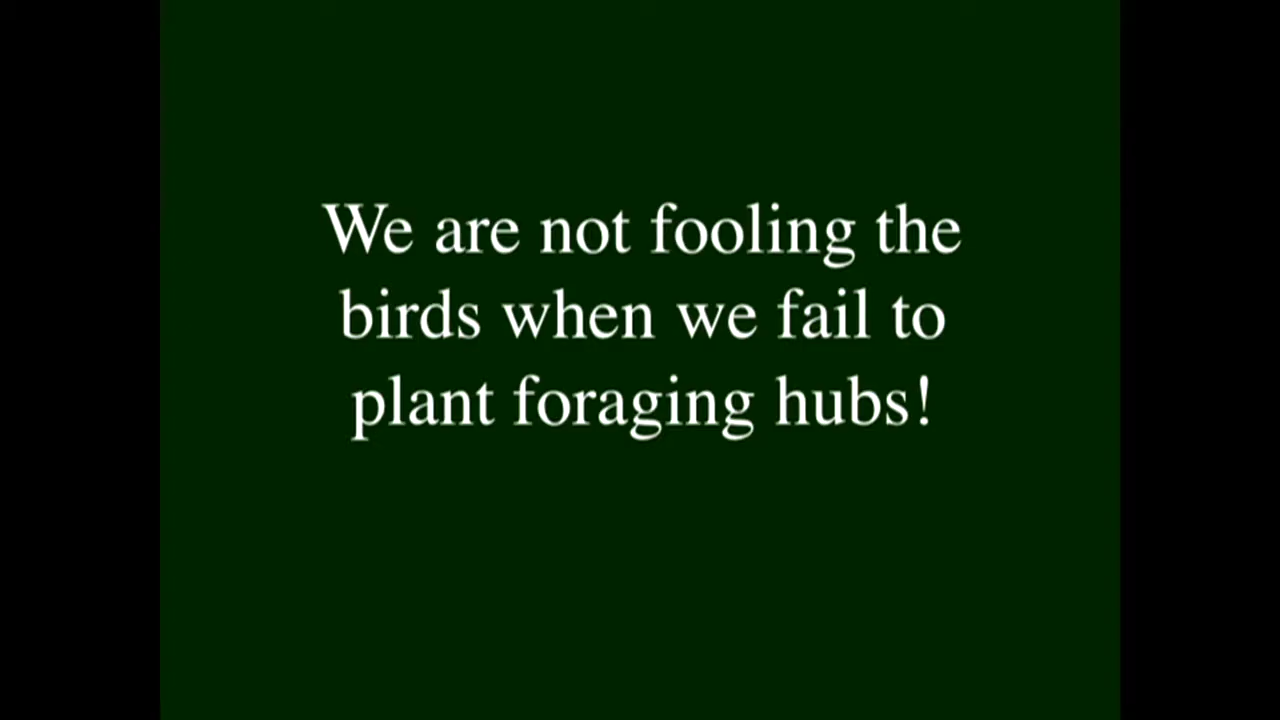 We are not fooling the
birds when we fail to
plant foraging hubs!